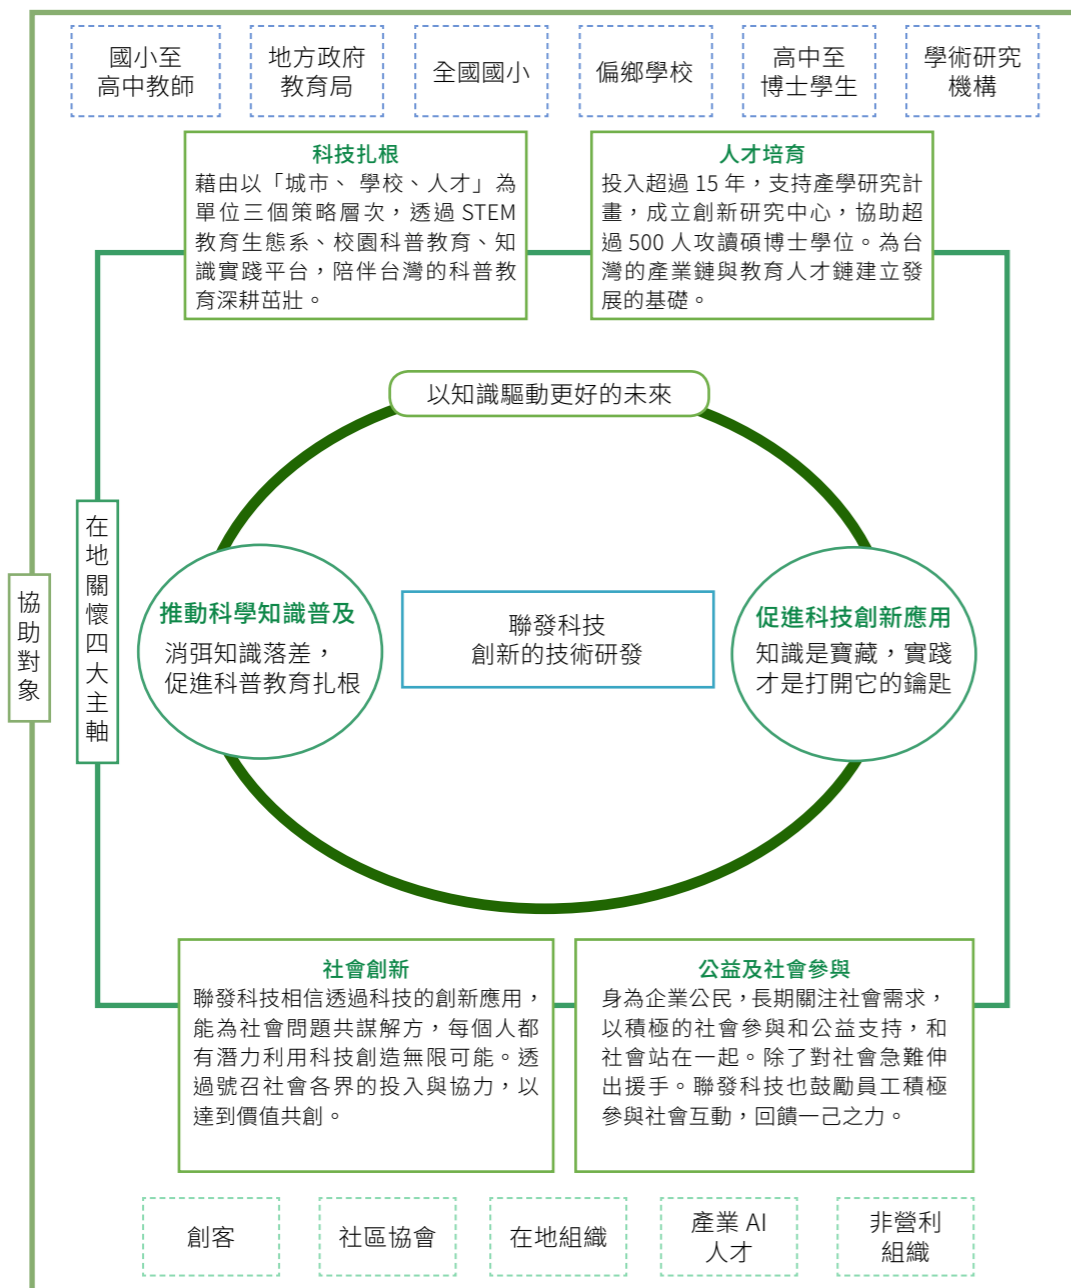 國小至
高中教師
地方政府
教育局
全國國小
偏鄉學校
高中至
博士學生
學術研究
機構
科技扎根
藉由以「城市、 學校、人才」為
單位三個策略層次，透過 STEM
教育生態系、校園科普教育、知
識實踐平台，陪伴台灣的科普教
育深耕茁壯。
人才培育
投入超過 15 年，支持產學研究計
畫，成立創新研究中心，協助超
過 500 人攻讀碩博士學位。為台
灣的產業鏈與教育人才鏈建立發
展的基礎。
以知識驅動更好的未來
協助對象
在地關懷四大主軸
推動科學知識普及
消弭知識落差，
促進科普教育扎根
聯發科技
創新的技術研發
促進科技創新應用
知識是寶藏，實踐
才是打開它的鑰匙
社會創新
聯發科技相信透過科技的創新應用，
能為社會問題共謀解方，每個人都
有潛力利用科技創造無限可能。透
過號召社會各界的投入與協力，以
達到價值共創。
公益及社會參與
身為企業公民，長期關注社會需求，
以積極的社會參與和公益支持，和
社會站在一起。除了對社會急難伸
出援手。聯發科技也鼓勵員工積極
參與社會互動，回饋一己之力。
創客
社區協會
在地組織
產業 AI
人才
非營利
組織